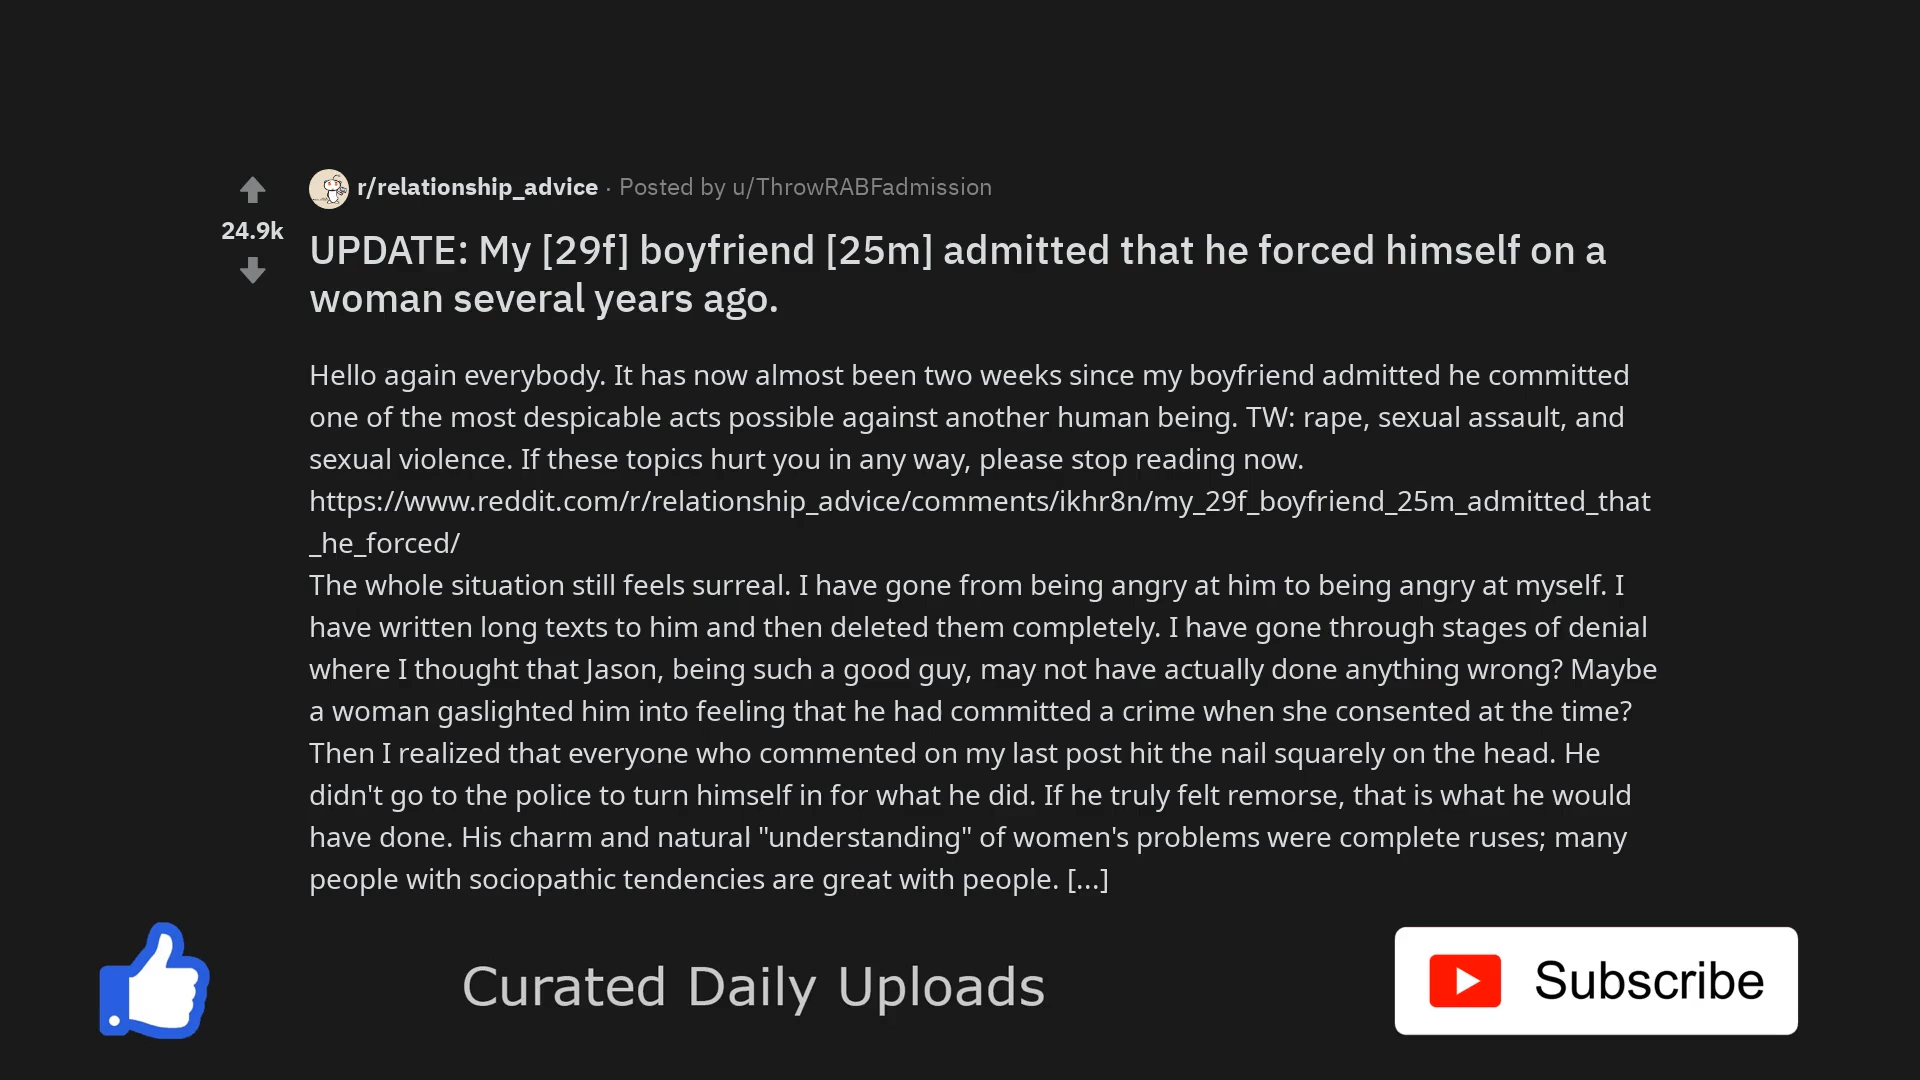 r/relationship_advice · Posted by u/ThrowRABFadmission
24.9k
UPDATE: My [29f] boyfriend [25m] admitted that he forced himself on a
woman several years ago.
Hello again everybody. It has now almost been two weeks since my boyfriend admitted he committed
one of the most despicable acts possible against another human being. TW: rape, sexual assault, and
sexual violence. If these topics hurt you in any way, please stop reading now.
https://www.reddit.com/r/relationship_advice/comments/ikhr8n/my_29f_boyfriend_25m_admitted_that
_he_forced/
The whole situation still feels surreal. I have gone from being angry at him to being angry at myself. I
have written long texts to him and then deleted them completely. I have gone through stages of denial
where I thought that Jason, being such a good guy, may not have actually done anything wrong? Maybe
a woman gaslighted him into feeling that he had committed a crime when she consented at the time?
Then I realized that everyone who commented on my last post hit the nail squarely on the head. He
didn't go to the police to turn himself in for what he did. If he truly felt remorse, that is what he would
have done. His charm and natural "understanding" of women's problems were complete ruses; many
people with sociopathic tendencies are great with people. [...]
Curated Daily Uploads
Subscribe